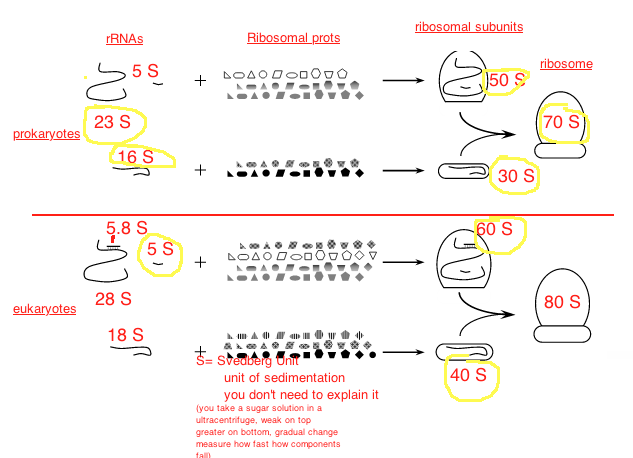 rRNAs
Ribosomal prots
ribosomal subunits
ribosome
5 S
+
50 S
23 S
70 S
prokaryotes
16 S
+
30 S
5.8 S
60 S
5 S
+
28 S
80 S
eukaryotes
18 S
+
40 S
S= Svedberg Unit
unit of sedimentation
you don't need to explain it
(you take a sugar solution in a
ultracentrifuge, weak on top
greater on bottom, gradual change
measure how fast how components
fall)